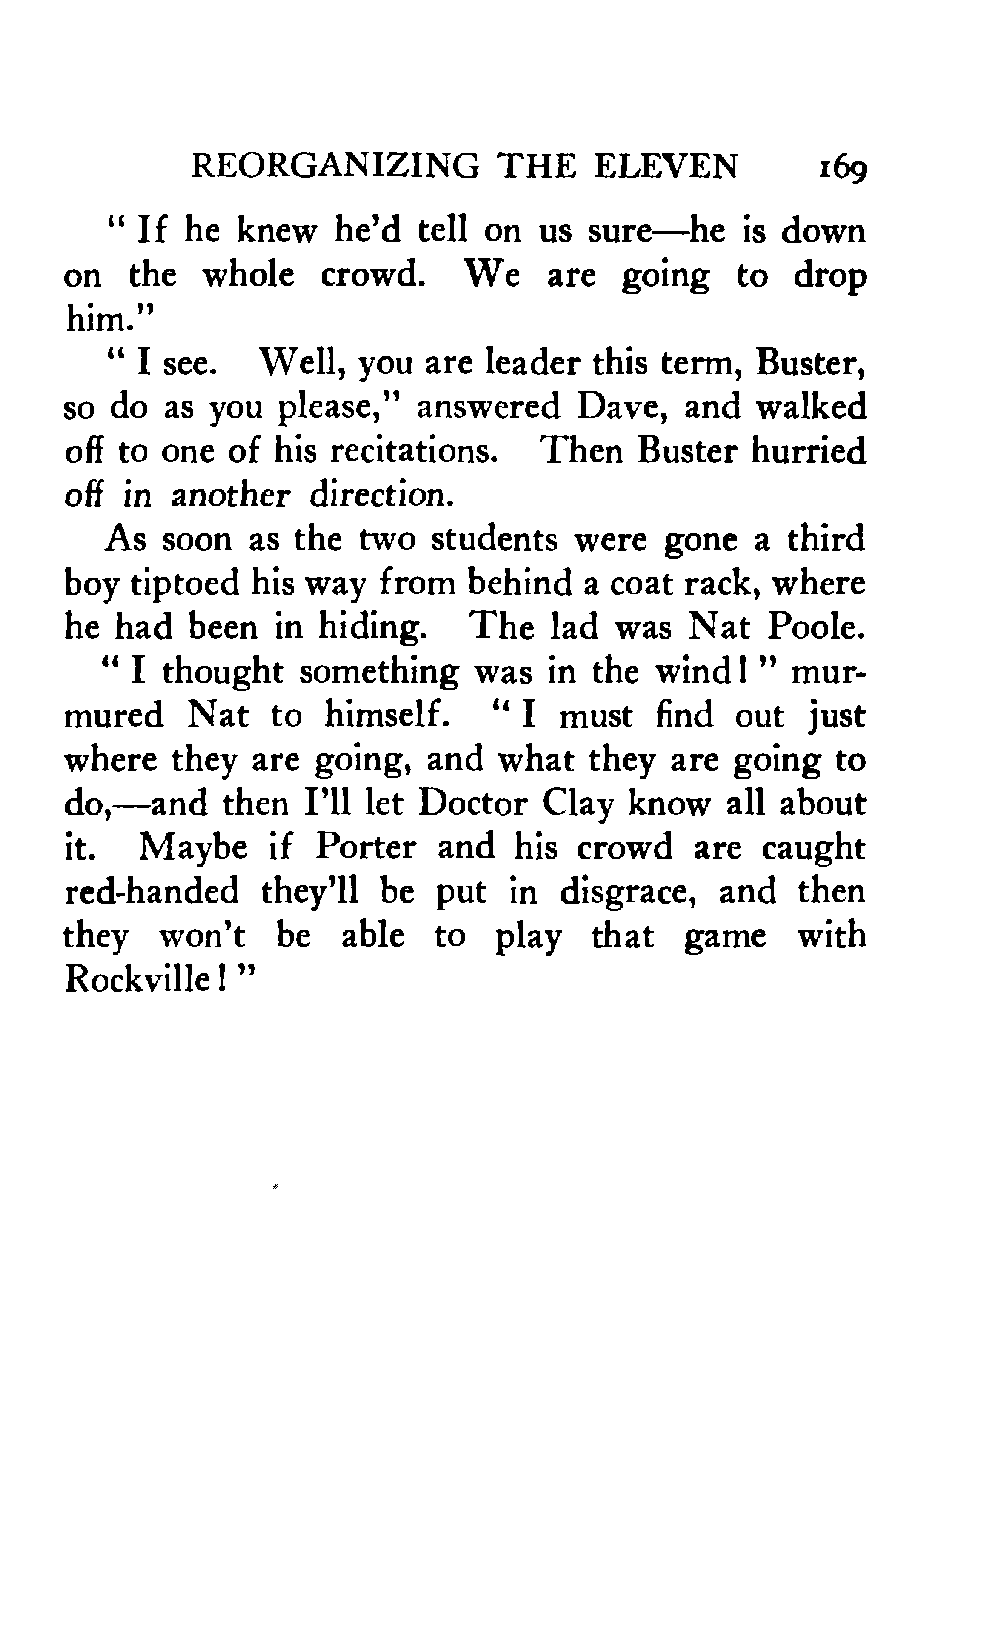 REORGANIZING THE ELEVEN 169
" If he knew he'd tell on us sure—he is down
on the whole crowd. We are going to drop
him."
" I see. Well, you are leader this term, Buster,
so do as you please," answered Dave, and walked
off to one of his recitations. Then Buster hurried
off in another direction.
As soon as the two students were gone a third
boy tiptoed his way from behind a coat rack, where
he had been in hiding. The lad was Nat Poole.
" I thought something was in the wind! " mur-
mured Nat to himself. " I must find out just
where they are going, and what they are going to
do,—and then I'll let Doctor Clay know all about
it. Maybe if Porter and his crowd are caught
red-handed they'll be put in disgrace, and then
they won't be able to play that game with
Rockville! "